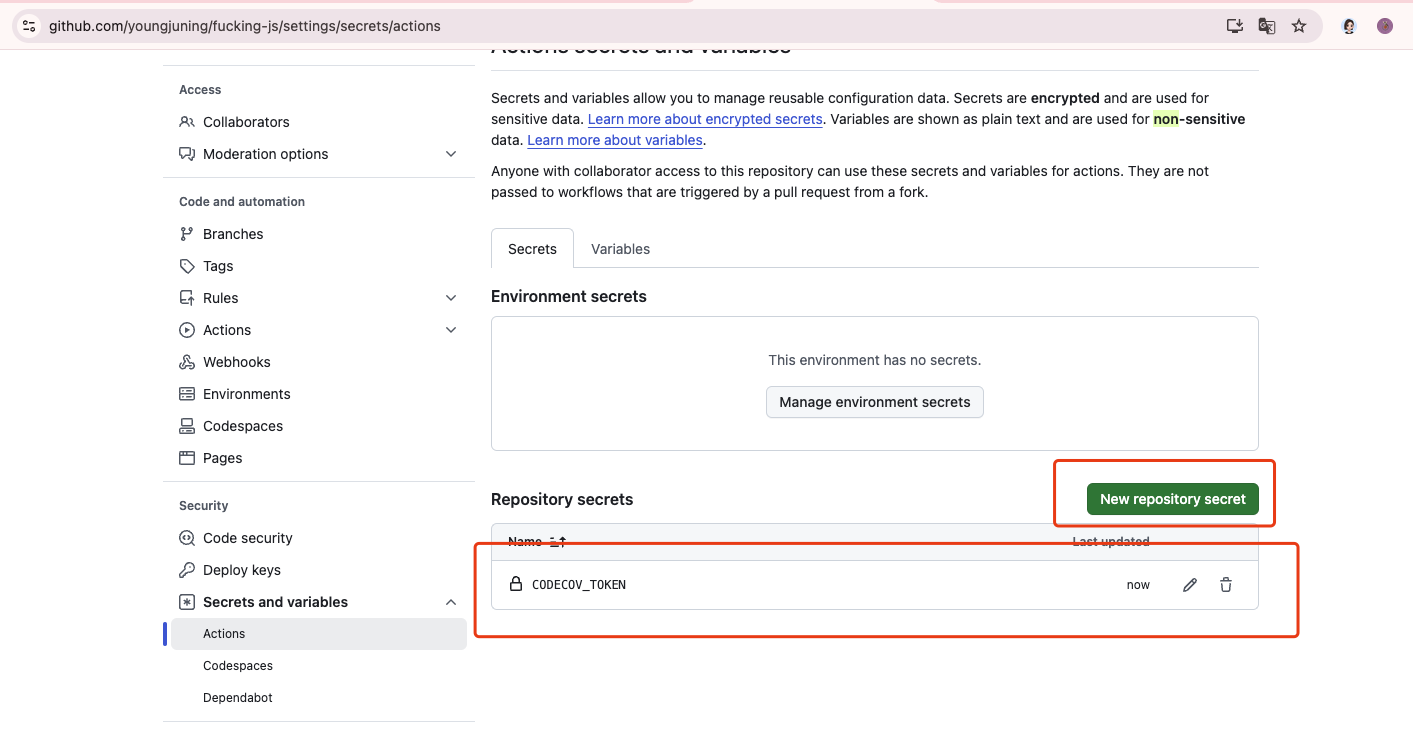 github.com/youngjuning/fucking-js/settings/secrets/actions
Actions secrets and variables
Access
Collaborators
Moderation options
Code and automation
Branches
Tags
Rules
Actions
Webhooks
Environments
Codespaces
Pages
Security
Code security
Deploy keys
Secrets and variables
Actions
Codespaces
Dependabot
Secrets and variables allow you to manage reusable configuration data. Secrets are encrypted and are used for
sensitive data. Learn more about encrypted secrets. Variables are shown as plain text and are used for non-sensitive
data. Learn more about variables.
Anyone with collaborator access to this repository can use these secrets and variables for actions. They are not
passed to workflows that are triggered by a pull request from a fork.
Secrets Variables
Environment secrets
This environment has no secrets.
Manage environment secrets
Repository secrets New repository secret
Name Last updated
CODECOV_TOKEN now